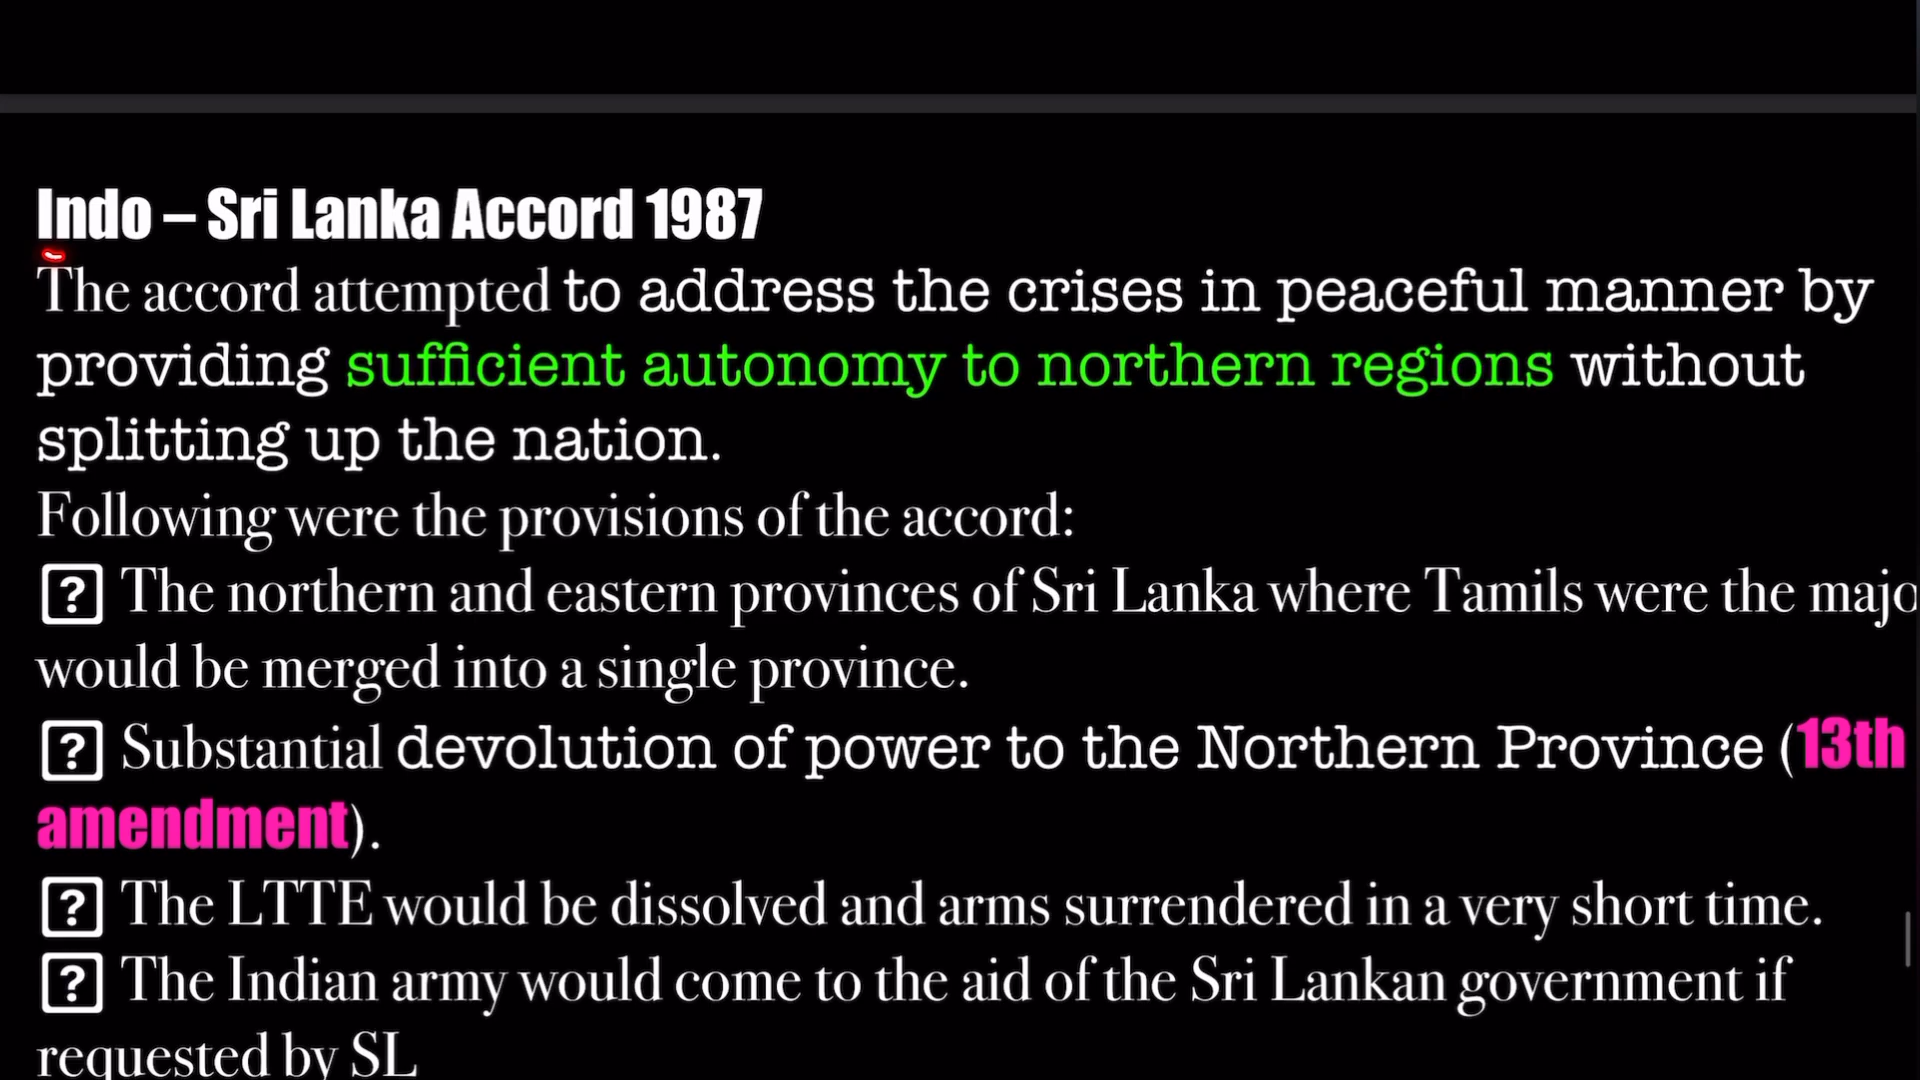 Indo – Sri Lanka Accord 1987
The accord attempted to address the crises in peaceful manner by
providing sufficient autonomy to northern regions without
splitting up the nation.
Following were the provisions of the accord:
? The northern and eastern provinces of Sri Lanka where Tamils were the majo
would be merged into a single province.
? Substantial devolution of power to the Northern Province (13th
amendment).
? The LTTE would be dissolved and arms surrendered in a very short time.
? The Indian army would come to the aid of the Sri Lankan government if
requested by SL